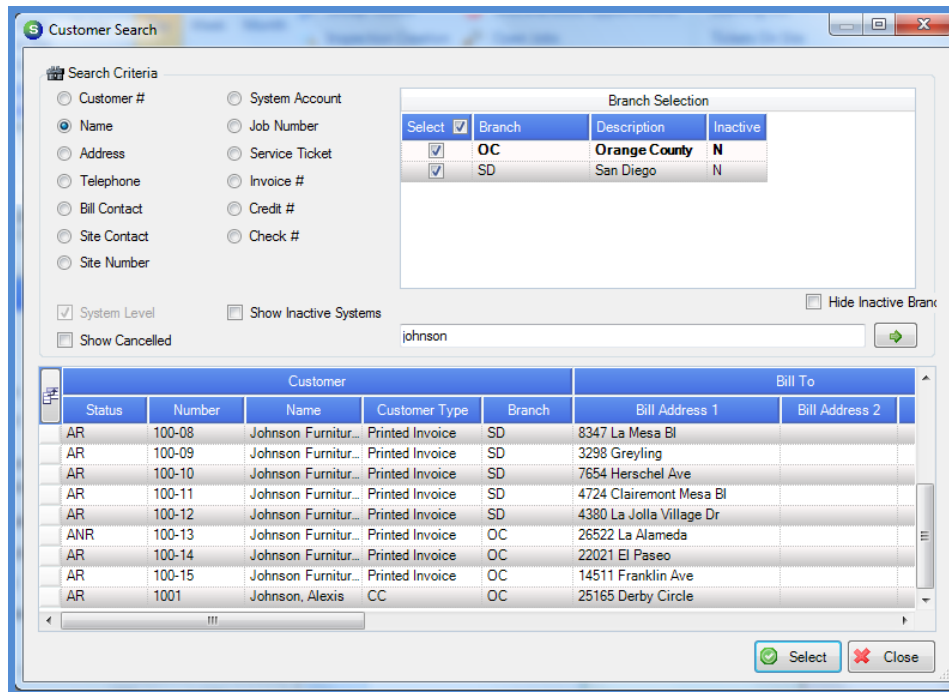 Customer Search
Search Criteria
Customer #
Name
Address
Telephone
Bill Contact
Site Contact
Site Number
System Account
Job Number
Service Ticket
Invoice #
Credit #
Check #
Branch Selection
Select Branch Description Inactive
OC Orange County N
SD San Diego N
Hide Inactive Branc
System Level
Show Inactive Systems
Show Cancelled
johnson
Customer Bill To
Status Number Name Customer Type Branch Bill Address 1 Bill Address 2
AR 100-08 Johnson Furnitur... Printed Invoice SD 8347 La Mesa Bl
AR 100-09 Johnson Furnitur... Printed Invoice SD 3298 Greyling
AR 100-10 Johnson Furnitur... Printed Invoice SD 7654 Herschel Ave
AR 100-11 Johnson Furnitur... Printed Invoice SD 4724 Clairemont Mesa Bl
AR 100-12 Johnson Furnitur... Printed Invoice SD 4380 La Jolla Village Dr
ANR 100-13 Johnson Furnitur... Printed Invoice OC 26522 La Alameda
AR 100-14 Johnson Furnitur... Printed Invoice OC 22021 El Paseo
AR 100-15 Johnson Furnitur... Printed Invoice OC 14511 Franklin Ave
AR 1001 Johnson, Alexis CC OC 25165 Derby Circle
Select Close